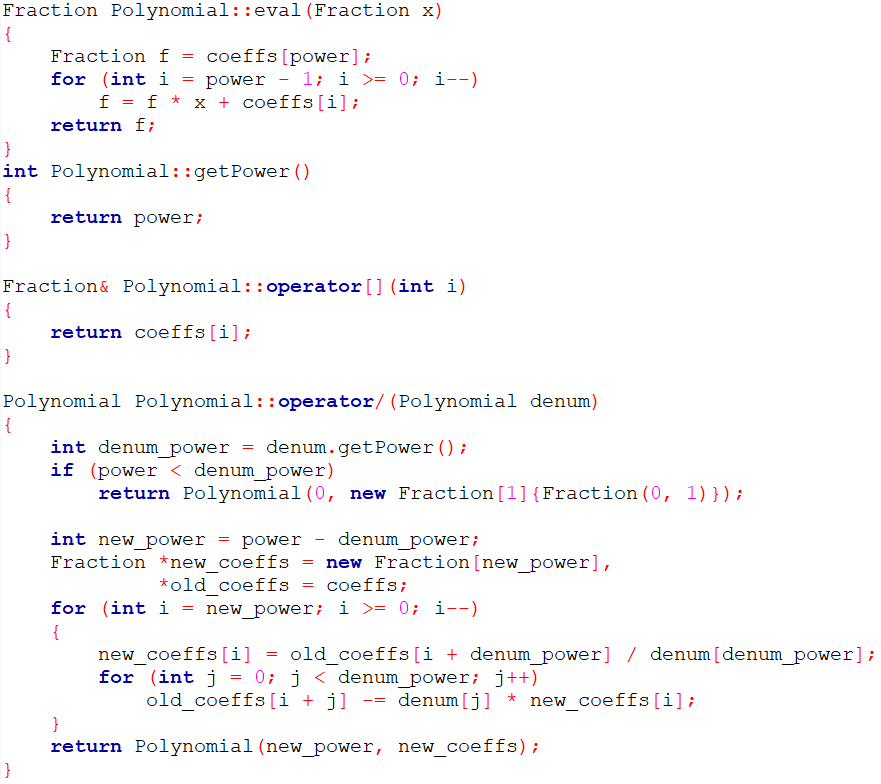 Fraction Polynomial::eval(Fraction x)
{
    Fraction f = coeffs[power];
    for (int i = power - 1; i >= 0; i--)
        f = f * x + coeffs[i];
    return f;
}
int Polynomial::getPower()
{
    return power;
}

Fraction& Polynomial::operator[](int i)
{
    return coeffs[i];
}

Polynomial Polynomial::operator/(Polynomial denum)
{
    int denum_power = denum.getPower();
    if (power < denum_power)
        return Polynomial(0, new Fraction[1]{Fraction(0, 1)});

    int new_power = power - denum_power;
    Fraction *new_coeffs = new Fraction[new_power],
             *old_coeffs = coeffs;
    for (int i = new_power; i >= 0; i--)
    {
        new_coeffs[i] = old_coeffs[i + denum_power] / denum[denum_power];
        for (int j = 0; j < denum_power; j++)
            old_coeffs[i + j] -= denum[j] * new_coeffs[i];
    }
    return Polynomial(new_power, new_coeffs);
}